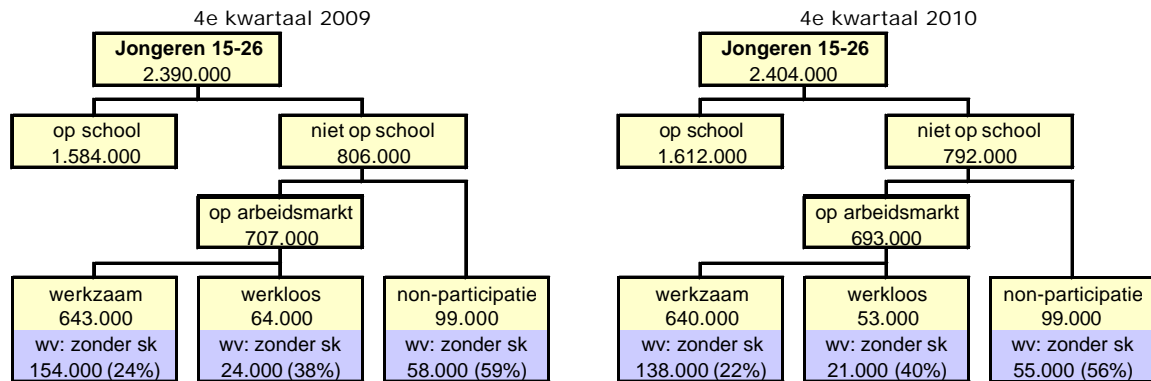 4e kwartaal 2009
Jongeren 15-26
2.390.000
op school
1.584.000
niet op school
806.000
op arbeidsmarkt
707.000
werkzaam
643.000
wv: zonder sk
154.000 (24%)
werkloos
64.000
wv: zonder sk
24.000 (38%)
non-participatie
99.000
wv: zonder sk
58.000 (59%)
4e kwartaal 2010
Jongeren 15-26
2.404.000
op school
1.612.000
niet op school
792.000
op arbeidsmarkt
693.000
werkzaam
640.000
wv: zonder sk
138.000 (22%)
werkloos
53.000
wv: zonder sk
21.000 (40%)
non-participatie
99.000
wv: zonder sk
55.000 (56%)